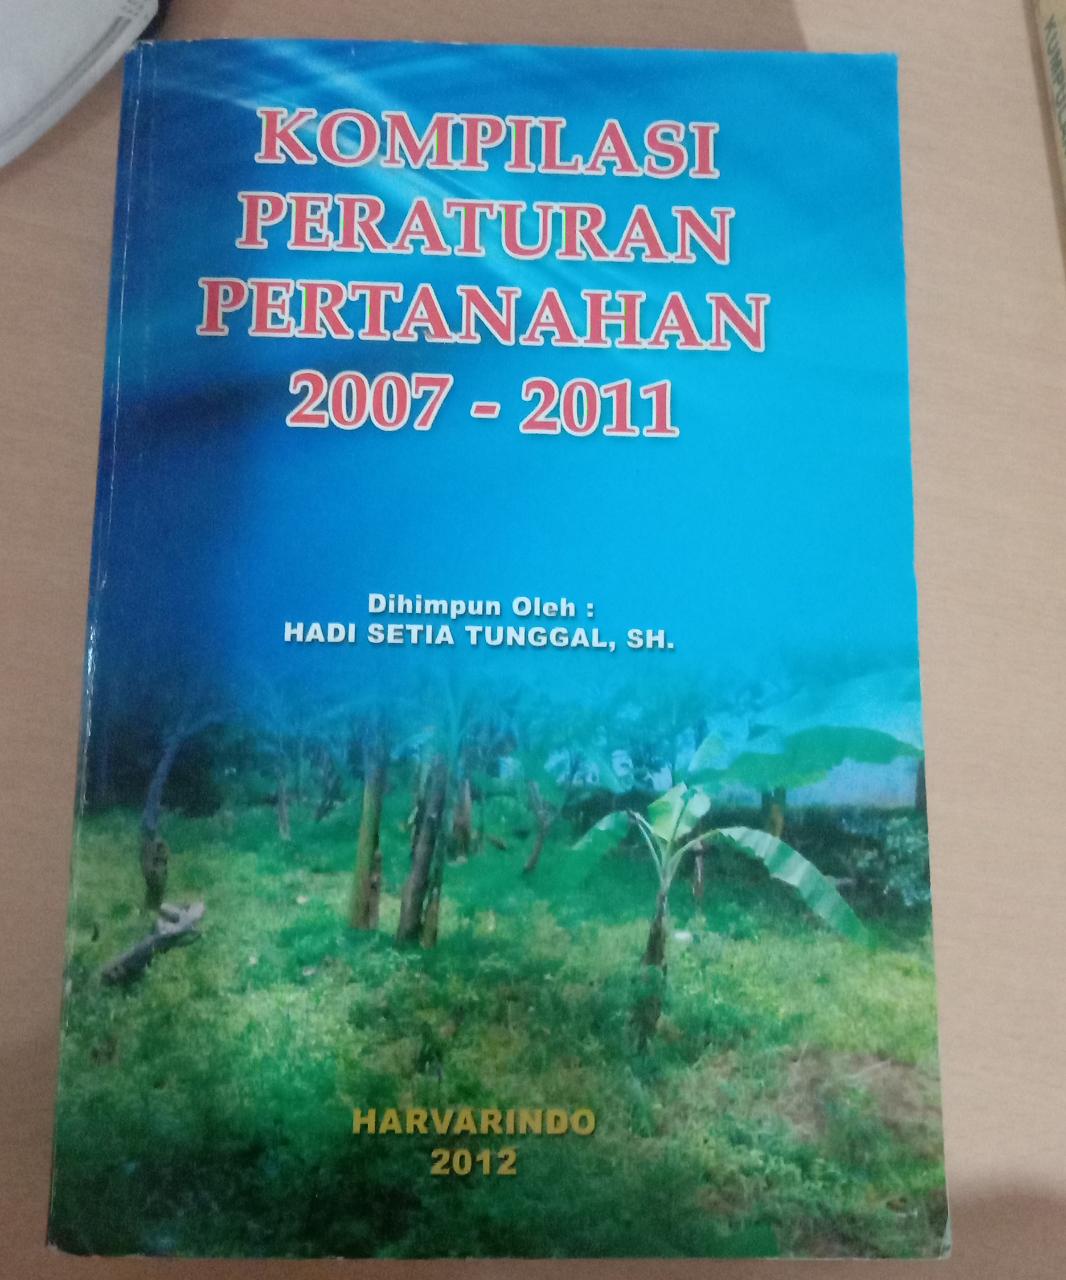 KOMPILASI
PERATURAN
PERTANAHAN
2007 - 2011
Dihimpun Oleh :
HADI SETIA TUNGGAL, SH.
HARVARINDO
2012